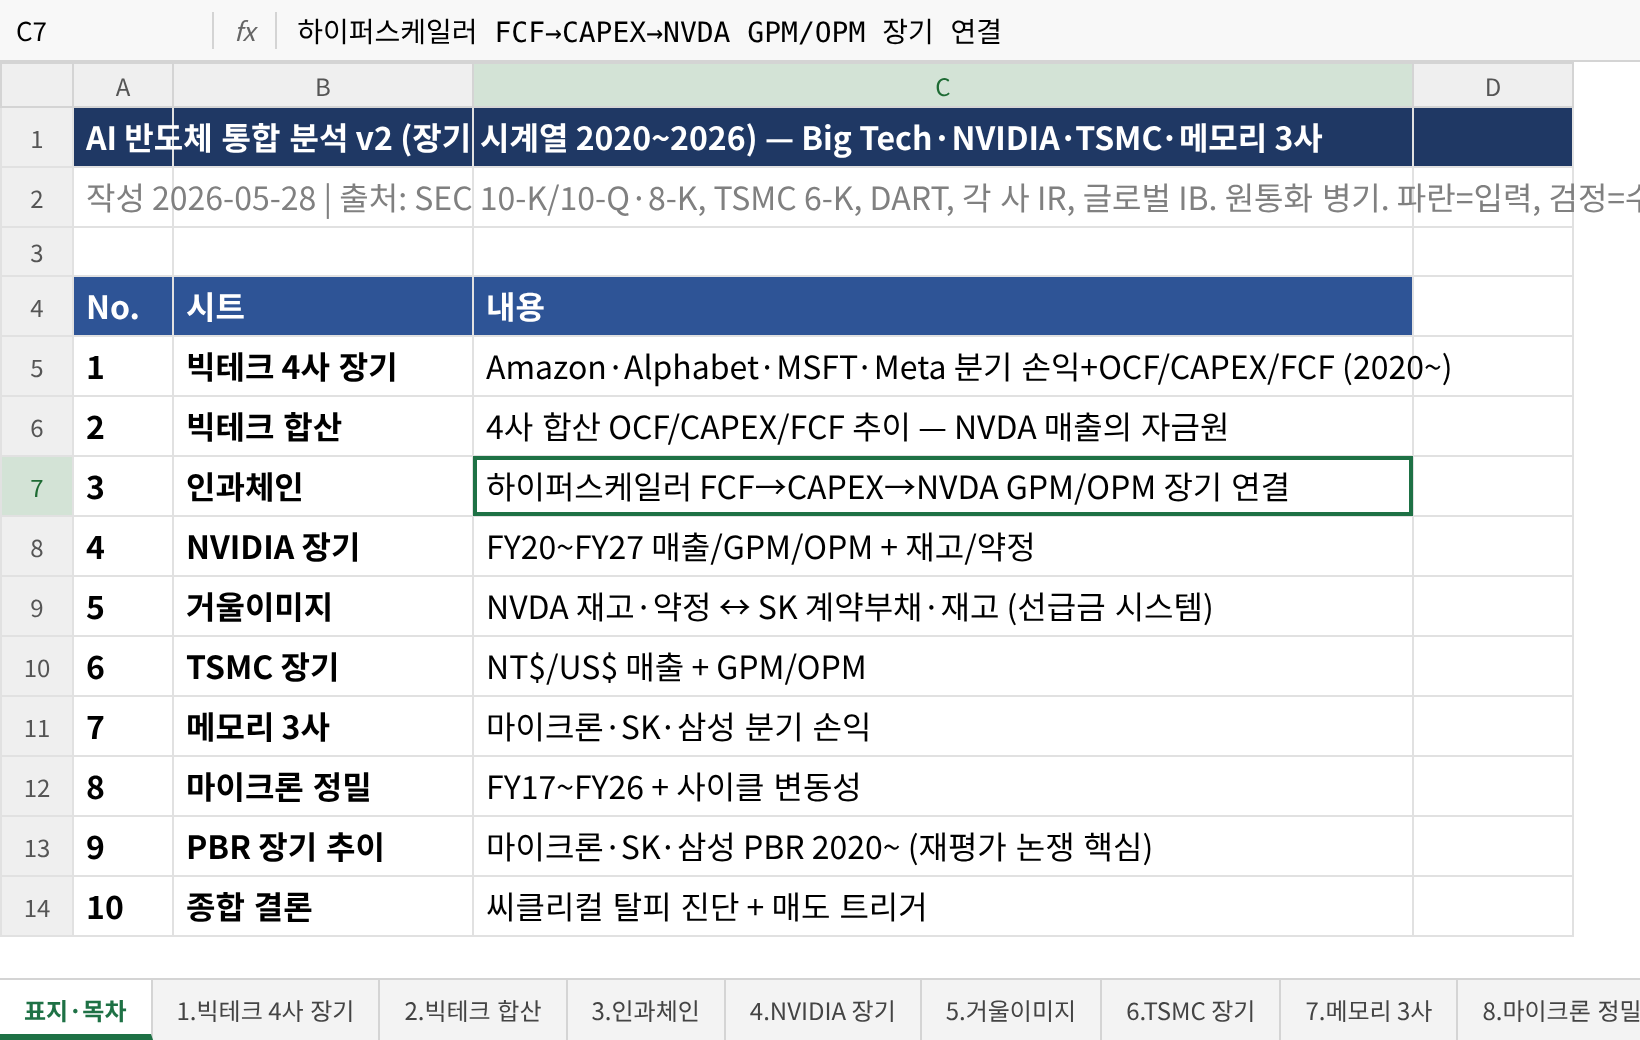 C7 fx 하이퍼스케일러 FCF→CAPEX→NVDA GPM/OPM 장기 연결
A B C D
1 AI 반도체 통합 분석 v2 (장기 시계열 2020~2026) — Big Tech·NVIDIA·TSMC·메모리 3사
2 작성 2026-05-28 | 출처: SEC 10-K/10-Q·8-K, TSMC 6-K, DART, 각 사 IR, 글로벌 IB. 원통화 병기. 파란=입력, 검정=
3
4 No. 시트 내용
5 1 빅테크 4사 장기 Amazon·Alphabet·MSFT·Meta 분기 손익+OCF/CAPEX/FCF (2020~)
6 2 빅테크 합산 4사 합산 OCF/CAPEX/FCF 추이 — NVDA 매출의 자금원
7 3 인과체인 하이퍼스케일러 FCF→CAPEX→NVDA GPM/OPM 장기 연결
8 4 NVIDIA 장기 FY20~FY27 매출/GPM/OPM + 재고/약정
9 5 거울이미지 NVDA 재고·약정 ↔ SK 계약부채·재고 (선급금 시스템)
10 6 TSMC 장기 NT$/US$ 매출 + GPM/OPM
11 7 메모리 3사 마이크론·SK·삼성 분기 손익
12 8 마이크론 정밀 FY17~FY26 + 사이클 변동성
13 9 PBR 장기 추이 마이크론·SK·삼성 PBR 2020~ (재평가 논쟁 핵심)
14 10 종합 결론 씨클리컬 탈피 진단 + 매도 트리거
표지·목차 1.빅테크 4사 장기 2.빅테크 합산 3.인과체인 4.NVIDIA 장기 5.거울이미지 6.TSMC 장기 7.메모리 3사 8.마이크론 정밀